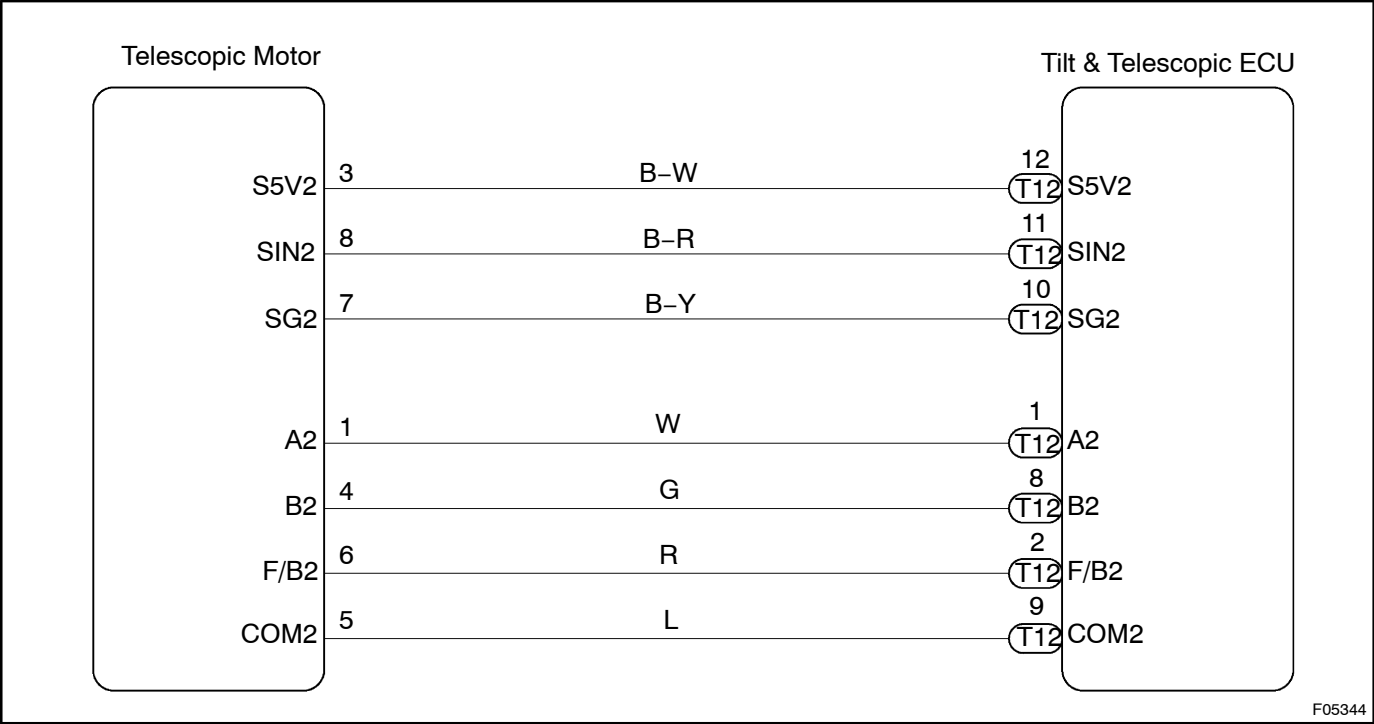 Telescopic Motor
Tilt & Telescopic ECU
S5V2 3 B−W 12 T12 S5V2
SIN2 8 B−R 11 T12 SIN2
SG2 7 B−Y 10 T12 SG2
A2 1 W 1 T12 A2
B2 4 G 8 T12 B2
F/B2 6 R 2 T12 F/B2
COM2 5 L 9 T12 COM2
F05344